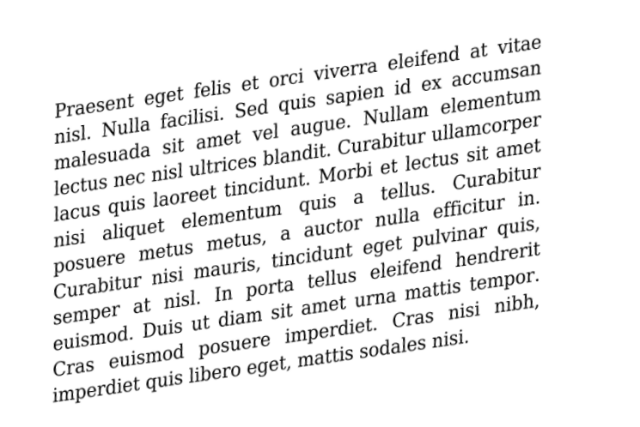 Praesent eget felis et orci viverra eleifend at vitae
nisl. Nulla facilisi. Sed quis sapien id ex accumsan
malesuada sit amet vel augue. Nullam elementum
lectus nec nisl ultrices blandit. Curabitur ullamcorper
lacus quis laoreet tincidunt. Morbi et lectus sit amet
nisi aliquet elementum quis a tellus. Curabitur
posuere metus metus, a auctor nulla efficitur in.
Curabitur nisi mauris, tincidunt eget pulvinar quis,
semper at nisl. In porta tellus eleifend hendrerit
euismod. Duis ut diam sit amet urna mattis tempor.
Cras euismod posuere imperdiet. Cras nisi nibh,
imperdiet quis libero eget, mattis sodales nisi.